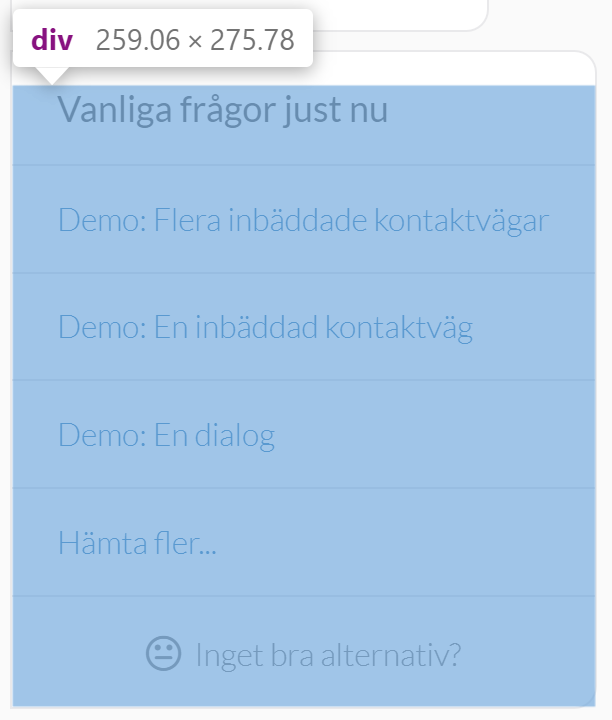 div 259.06 × 275.78
Vanliga frågor just nu
Demo: Flera inbäddade kontaktvägar
Demo: En inbäddad kontaktväg
Demo: En dialog
Hämta fler...
Inget bra alternativ?